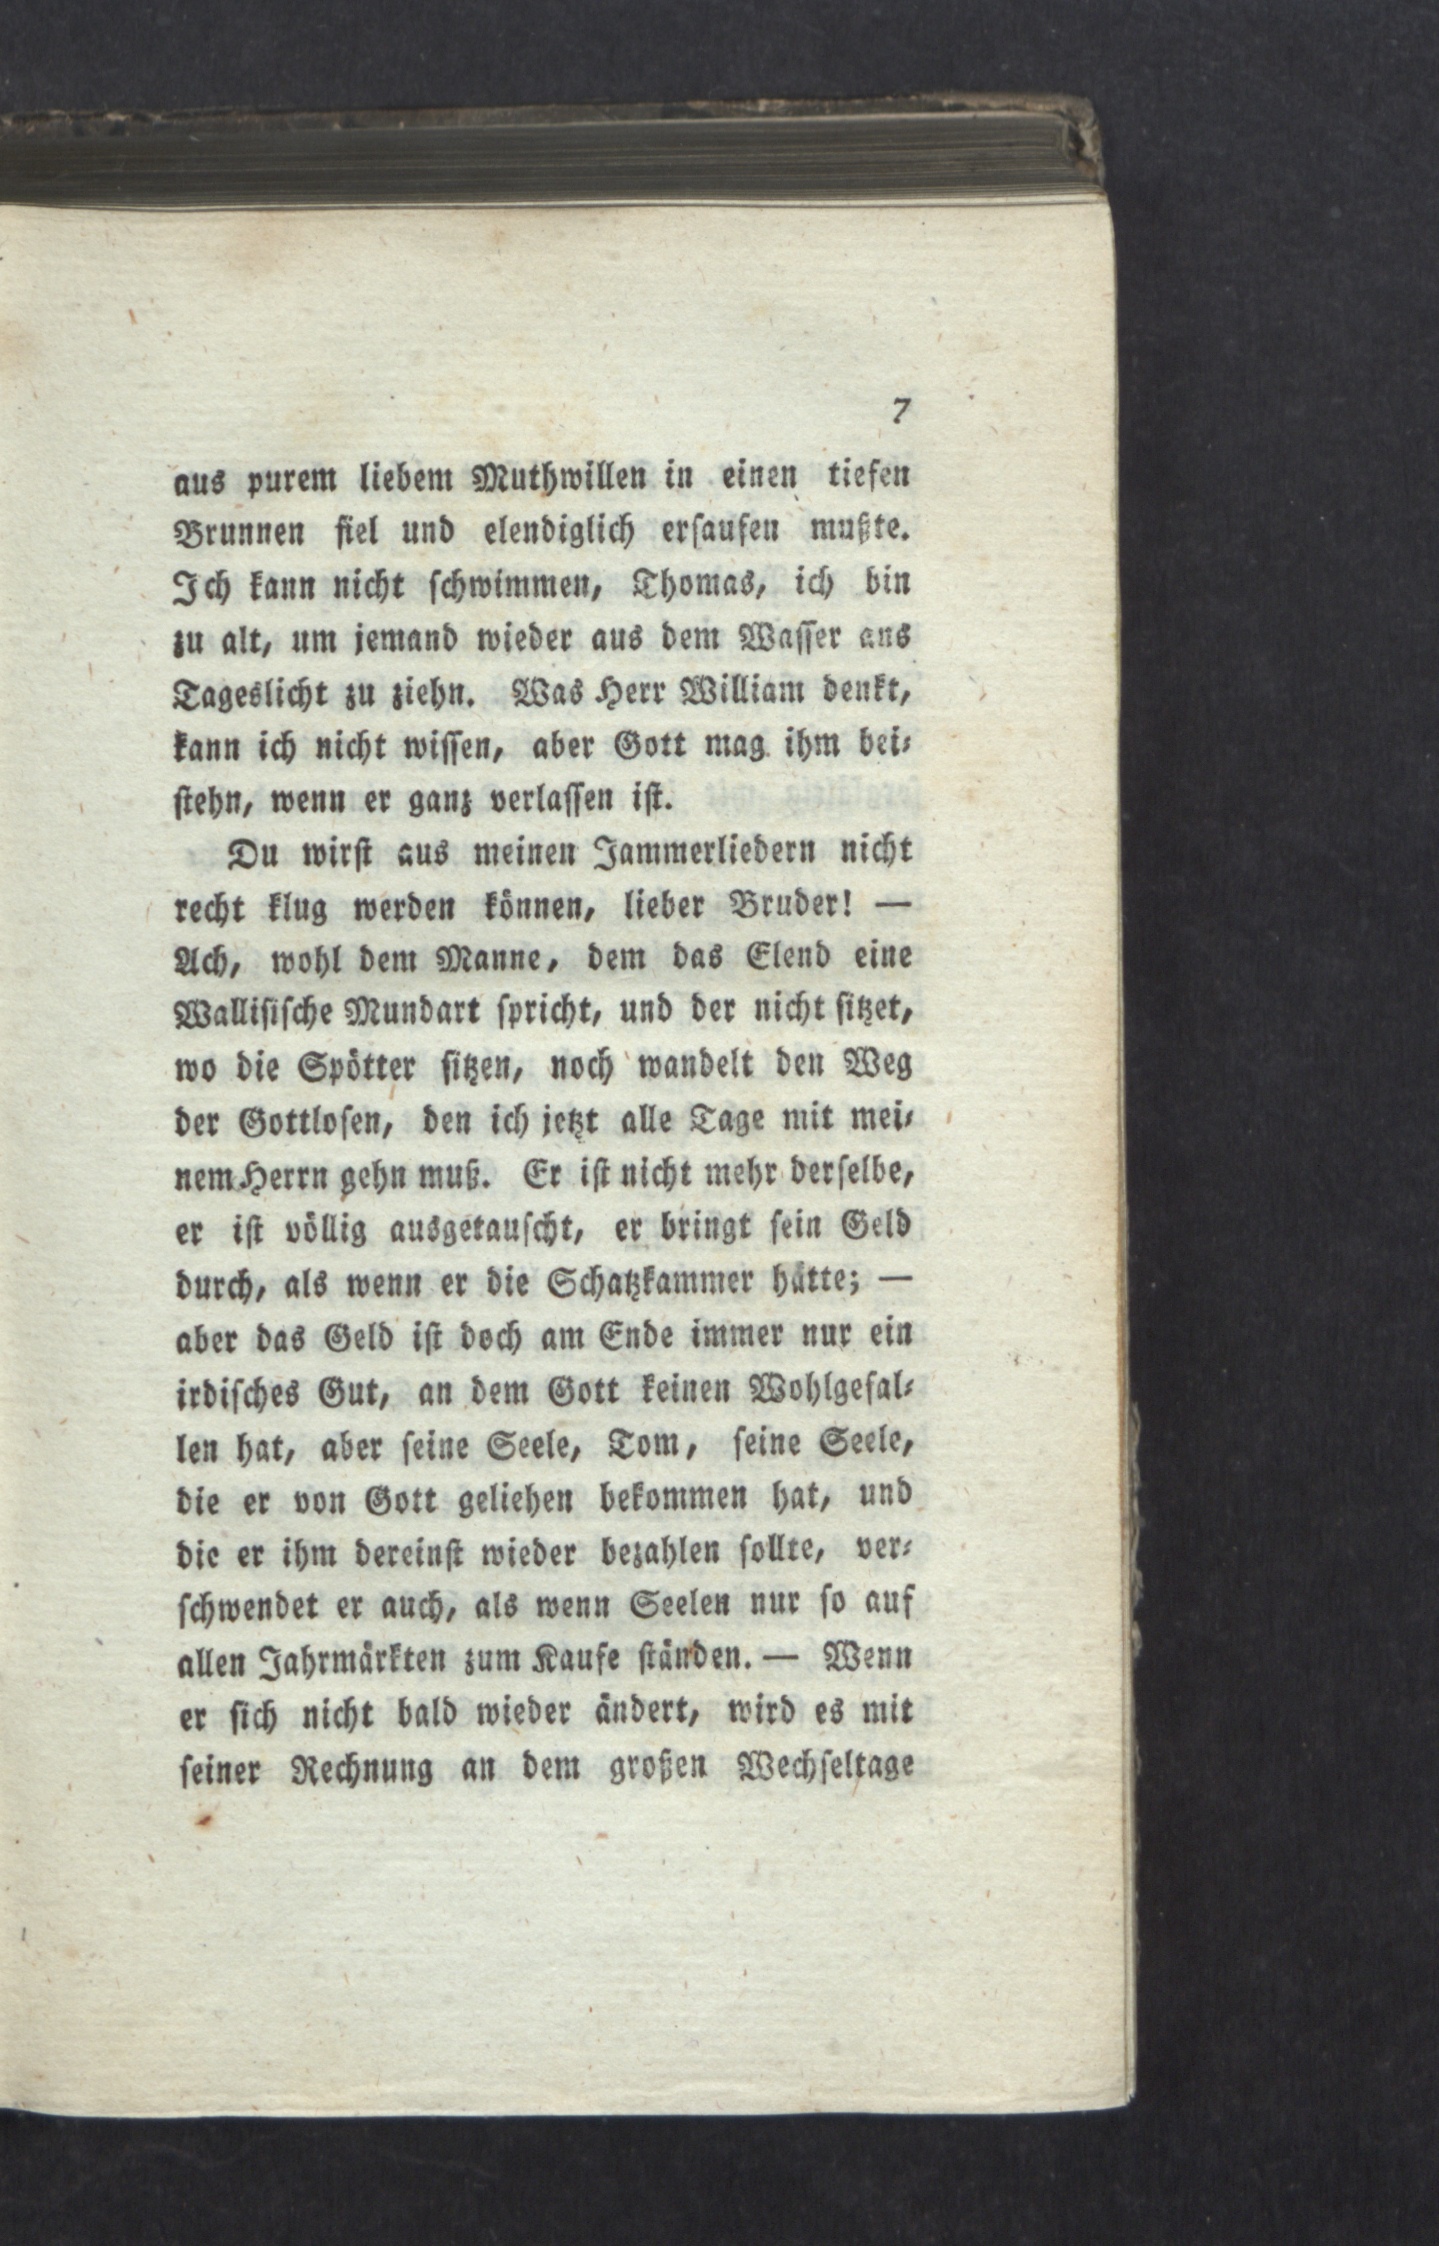 7
aus purem liebem Muthwillen in einen tiefen
Brunnen fiel und elendiglich erſaufen mußte.
Ich kann nicht ſchwimmen, Thomas, ich bin
zu alt, um jemand wieder aus dem Waſſer ans
Tageslicht zu ziehn. Was Herr William denkt,
kann ich nicht wiſſen, aber Gott mag ihm bei⸗
ſtehn, wenn er ganz verlaſſen iſt.
Du wirſt aus meinen Jammerliedern nicht
recht klug werden können, lieber Bruder! —
Ach, wohl dem Manne, dem das Elend eine
Walliſiſche Mundart ſpricht, und der nicht ſitzet,
wo die Spötter ſitzen, noch wandelt den Weg
der Gottloſen, den ich jetzt alle Tage mit mei⸗
nem Herrn gehn muß. Er iſt nicht mehr derſelbe,
er iſt völlig ausgetauſcht, er bringt ſein Geld
durch, als wenn er die Schatzkammer hätte; —
aber das Geld iſt doch am Ende immer nur ein
irdiſches Gut, an dem Gott keinen Wohlgefal⸗
len hat, aber ſeine Seele, Tom, ſeine Seele,
die er von Gott geliehen bekommen hat, und
die er ihm dereinſt wieder bezahlen ſollte, ver⸗
ſchwendet er auch, als wenn Seelen nur ſo auf
allen Jahrmärkten zum Kaufe ſtänden. — Wenn
er ſich nicht bald wieder ändert, wird es mit
ſeiner Rechnung an dem großen Wechſeltage